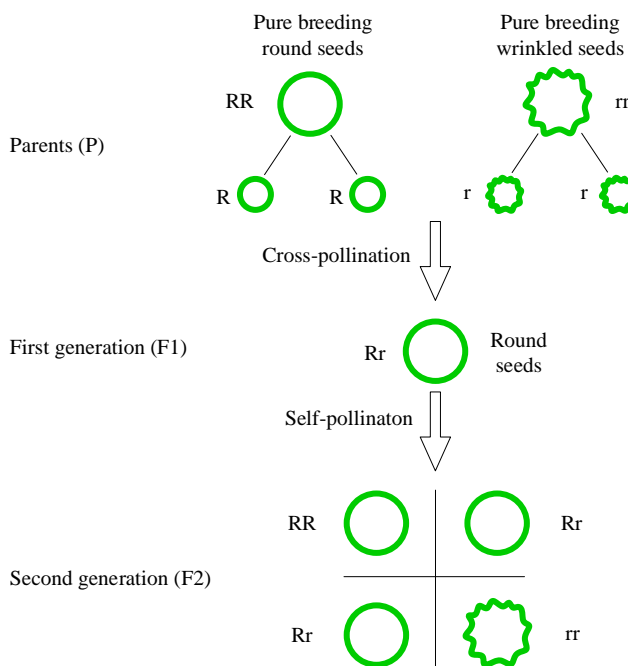 Pure breeding
round seeds
Pure breeding
wrinkled seeds
RR
rr
Parents (P)
R
R
r
r
Cross-pollination
First generation (F1)
Rr
Round
seeds
Self-pollinaton
RR
Rr
Second generation (F2)
Rr
rr